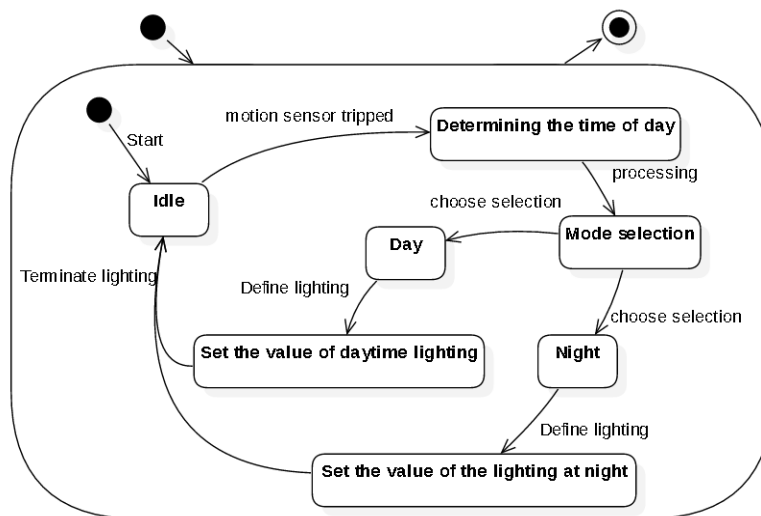 motion sensor tripped
Determining the time of day
Start
processing
Idle
choose selection
Mode selection
Day
Terminate lighting
Define lighting
choose selection
Set the value of daytime lighting
Night
Define lighting
Set the value of the lighting at night